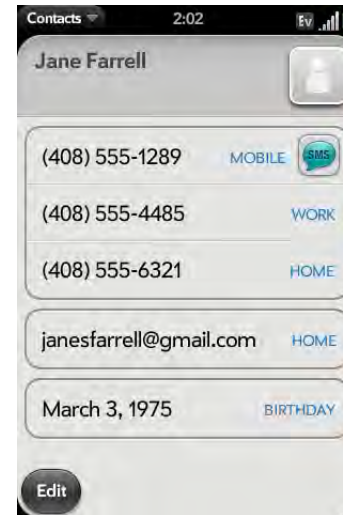 Contacts 2:02 Ev
Jane Farrell
(408) 555-1289 MOBILE SMS
(408) 555-4485 WORK
(408) 555-6321 HOME
janesfarrell@gmail.com HOME
March 3, 1975 BIRTHDAY
Edit